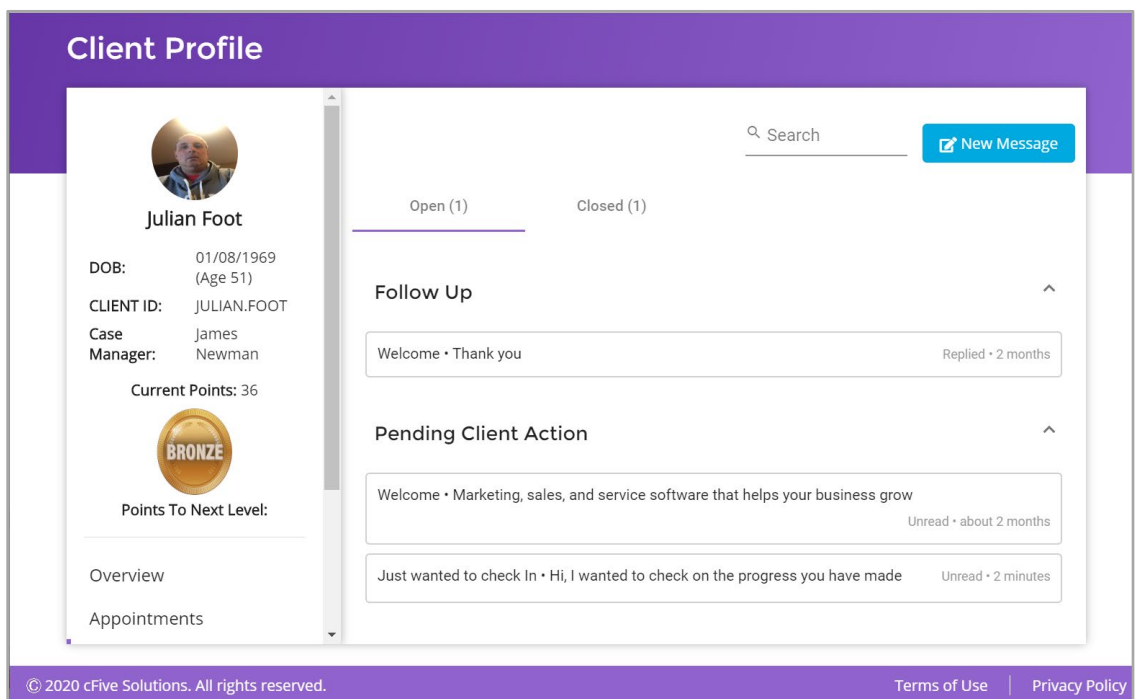 Client Profile
Julian Foot
DOB: 01/08/1969
(Age 51)
CLIENT ID: JULIAN.FOOT
Case James
Manager: Newman
Current Points: 36
BRONZE
Points To Next Level:
Overview
Appointments
Search
New Message
Open (1) Closed (1)
Follow Up
Welcome • Thank you Replied • 2 months
Pending Client Action
Welcome • Marketing, sales, and service software that helps your business grow
Unread • about 2 months
Just wanted to check In • Hi, I wanted to check on the progress you have made Unread • 2 minutes
© 2020 cFive Solutions. All rights reserved. Terms of Use | Privacy Policy